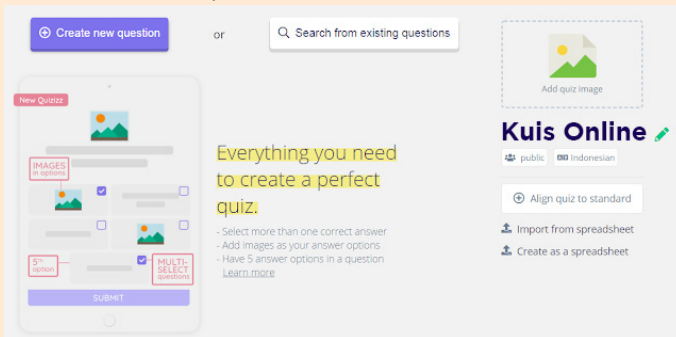 Create new question
or
Search from existing questions
New Quizizz
IMAGES
in options
5TH
option
MULTI-
SELECT
questions
SUBMIT
Everything you need
to create a perfect
quiz.
- Select more than one correct answer
- Add images as your answer options
- Have 5 answer options in a question
Learn more
Add quiz image
Kuis Online
public
Indonesian
Align quiz to standard
Import from spreadsheet
Create as a spreadsheet